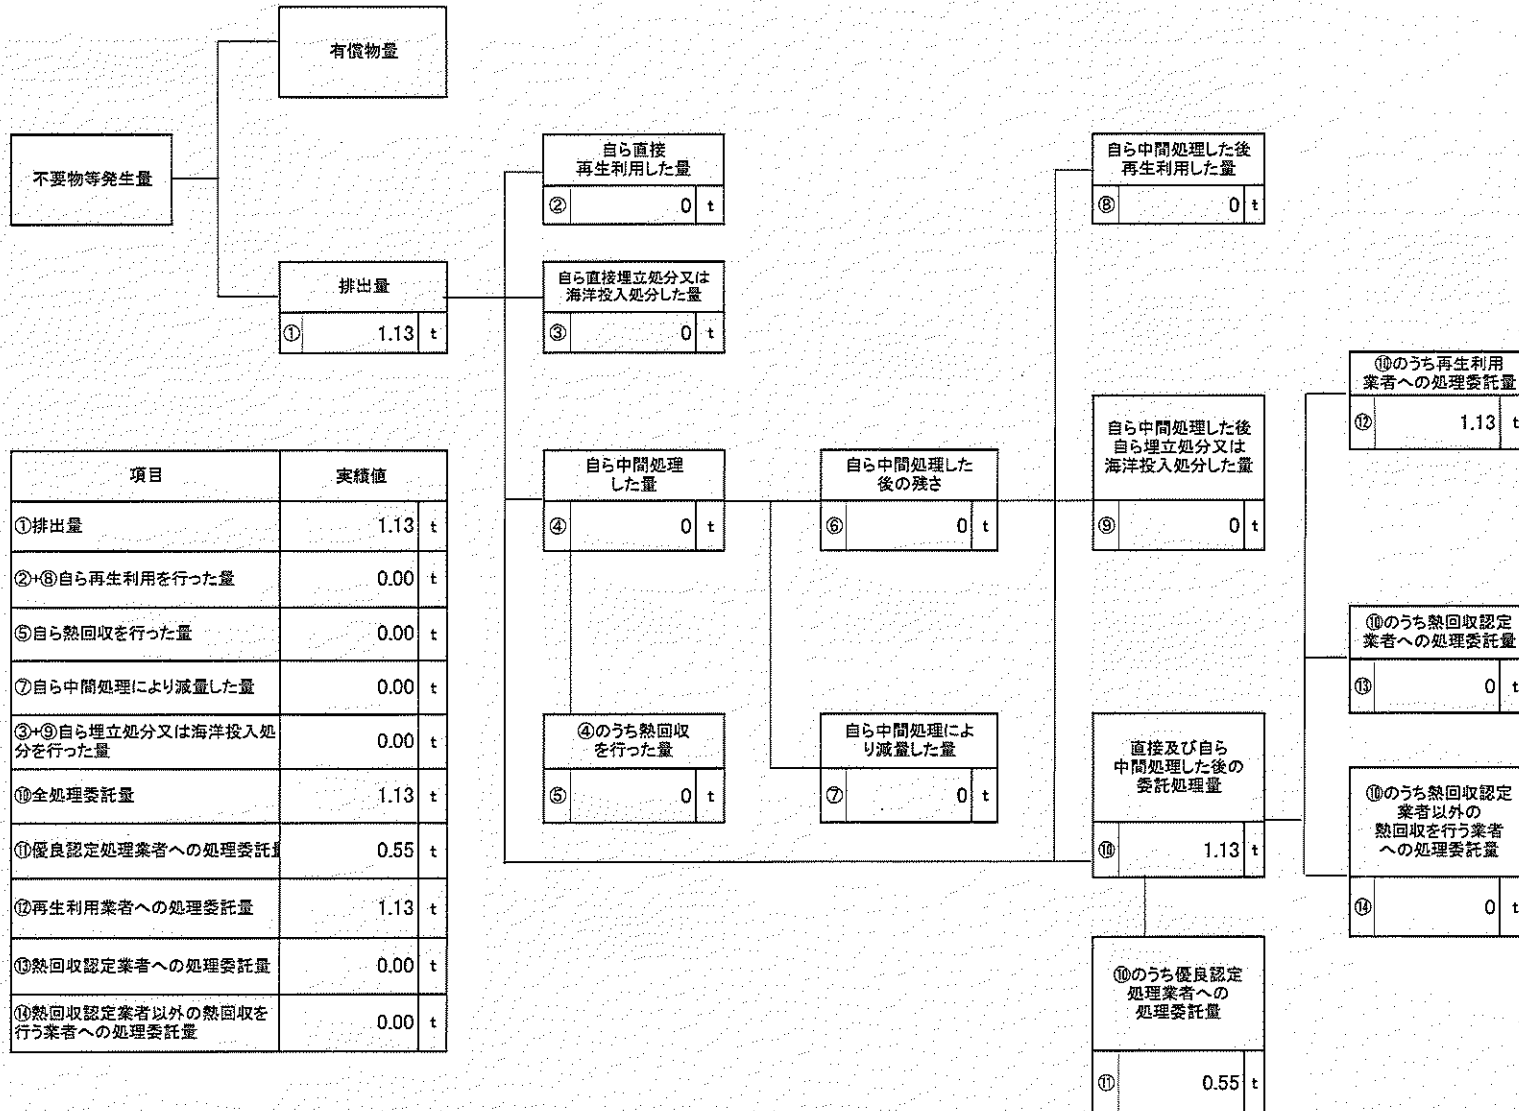 有償物量
不要物等発生量
排出量
① 1.13 t
自ら直接
再生利用した量
② 0 t
自ら直接埋立処分又は
海洋投入処分した量
③ 0 t
自ら中間処理
した量
④ 0 t
④のうち熱回収
を行った量
⑤ 0 t
自ら中間処理した
後の残さ
⑥ 0 t
自ら中間処理によ
り減量した量
⑦ 0 t
自ら中間処理した後
再生利用した量
⑧ 0 t
自ら中間処理した後
自ら埋立処分又は
海洋投入処分した量
⑨ 0 t
直接及び自ら
中間処理した後の
委託処理量
⑩ 1.13 t
⑩のうち優良認定
処理業者への
処理委託量
⑪ 0.55 t
⑩のうち再生利用
業者への処理委託量
⑫ 1.13 t
⑩のうち熱回収認定
業者への処理委託量
⑬ 0 t
⑩のうち熱回収認定
業者以外の
熱回収を行う業者
への処理委託量
⑭ 0 t
項目 実績値
①排出量 1.13 t
②+⑧自ら再生利用を行った量 0.00 t
⑤自ら熱回収を行った量 0.00 t
⑦自ら中間処理により減量した量 0.00 t
③+⑨自ら埋立処分又は海洋投入処
分を行った量 0.00 t
⑩全処理委託量 1.13 t
⑪優良認定処理業者への処理委託量 0.55 t
⑫再生利用業者への処理委託量 1.13 t
⑬熱回収認定業者への処理委託量 0.00 t
⑭熱回収認定業者以外の熱回収を
行う業者への処理委託量 0.00 t